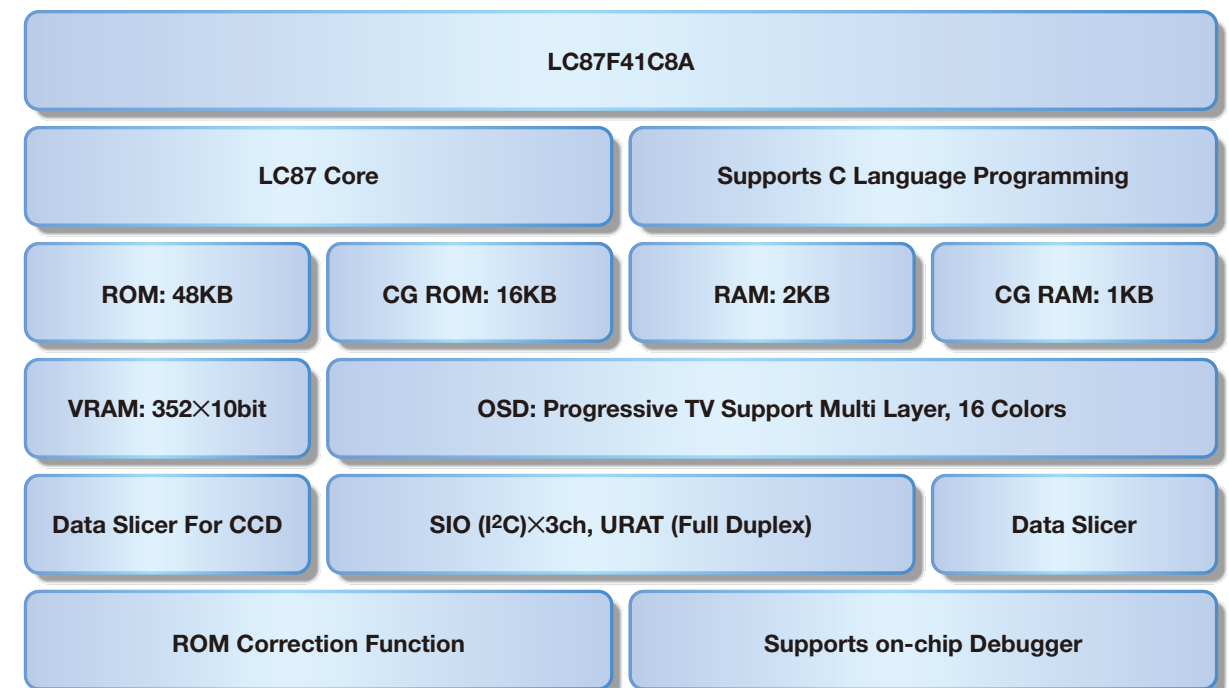 LC87F41C8A
LC87 Core
Supports C Language Programming
ROM: 48KB
CG ROM: 16KB
RAM: 2KB
CG RAM: 1KB
VRAM: 352×10bit
OSD: Progressive TV Support Multi Layer, 16 Colors
Data Slicer For CCD
SIO (I²C)×3ch, URAT (Full Duplex)
Data Slicer
ROM Correction Function
Supports on-chip Debugger